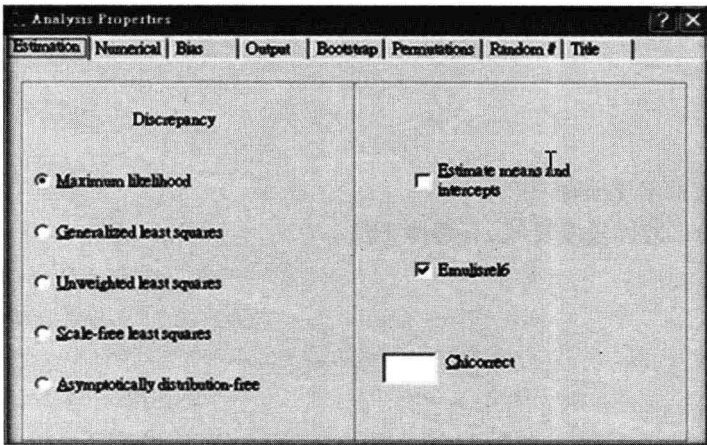 Analysis Properties
Estimation Numerical Bias Output Bootstrap Permutations Random # Title
Discrepancy
Maximum likelihood
Generalized least squares
Unweighted least squares
Scale-free least squares
Asymptotically distribution-free
Estimate means and
intercepts
Emulisrel6
Chicorrect